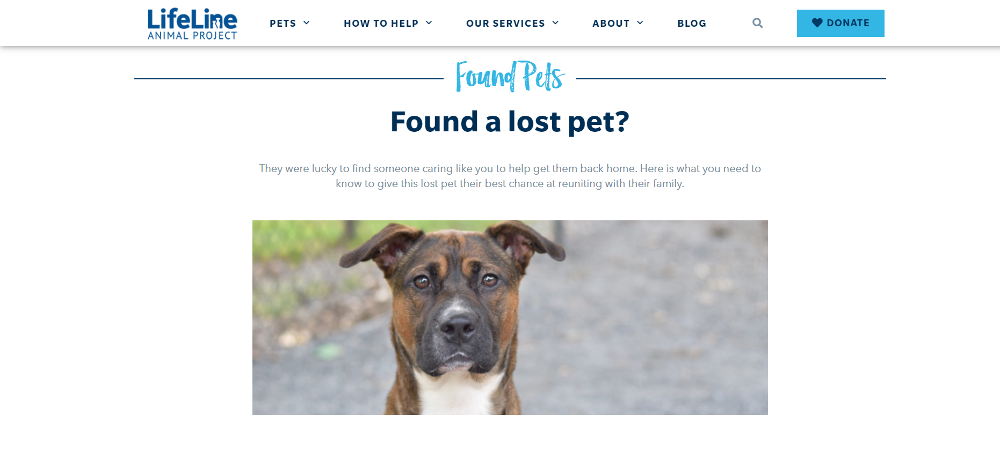 LifeLine
ANIMAL PROJECT
PETS
HOW TO HELP
OUR SERVICES
ABOUT
BLOG
DONATE
Found Pets
Found a lost pet?
They were lucky to find someone caring like you to help get them back home. Here is what you need to
know to give this lost pet their best chance at reuniting with their family.